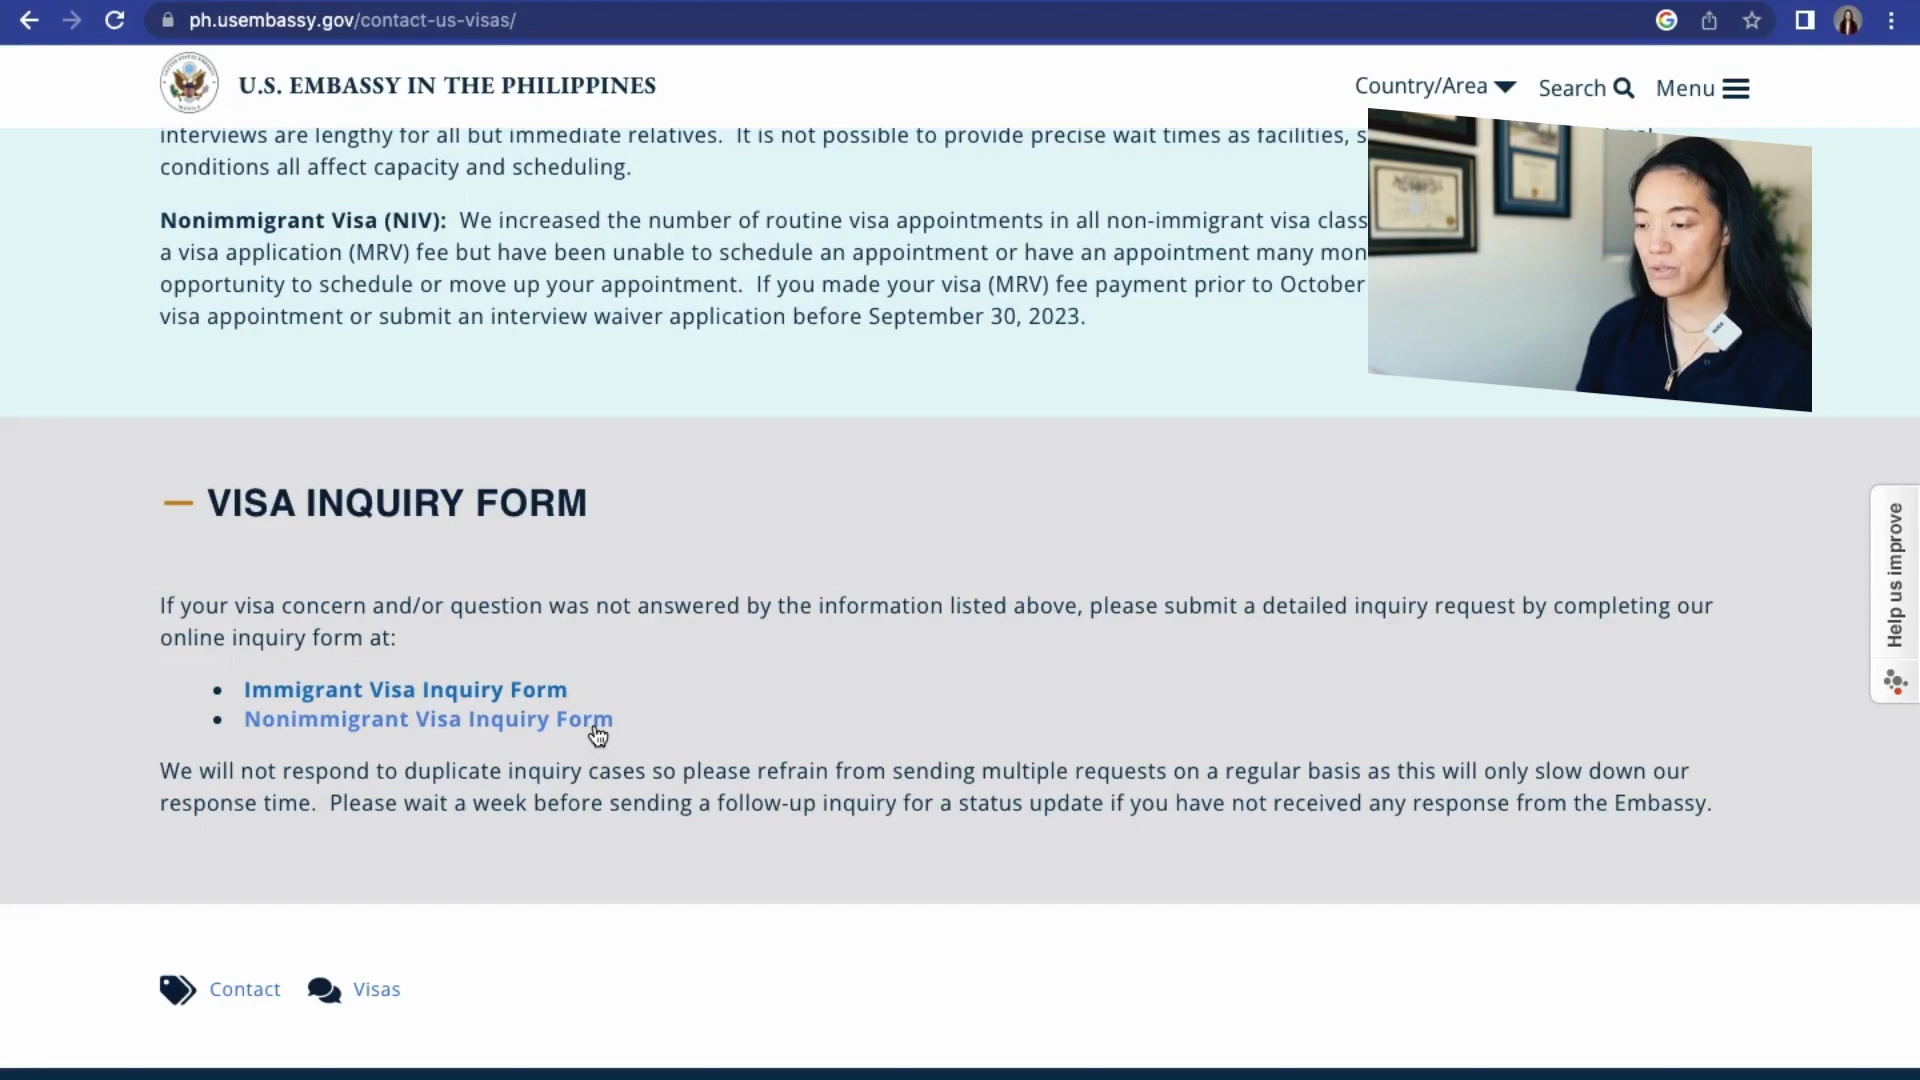 ph.usembassy.gov/contact-us-visas/
U.S. EMBASSY IN THE PHILIPPINES
Country/Area
Search
Menu
interviews are lengthy for all but immediate relatives. It is not possible to provide precise wait times as facilities, s
conditions all affect capacity and scheduling.
Nonimmigrant Visa (NIV): We increased the number of routine visa appointments in all non-immigrant visa class
a visa application (MRV) fee but have been unable to schedule an appointment or have an appointment many mon
opportunity to schedule or move up your appointment. If you made your visa (MRV) fee payment prior to October
visa appointment or submit an interview waiver application before September 30, 2023.
VISA INQUIRY FORM
If your visa concern and/or question was not answered by the information listed above, please submit a detailed inquiry request by completing our
online inquiry form at:
Immigrant Visa Inquiry Form
Nonimmigrant Visa Inquiry Form
We will not respond to duplicate inquiry cases so please refrain from sending multiple requests on a regular basis as this will only slow down our
response time. Please wait a week before sending a follow-up inquiry for a status update if you have not received any response from the Embassy.
Help us improve
Contact
Visas